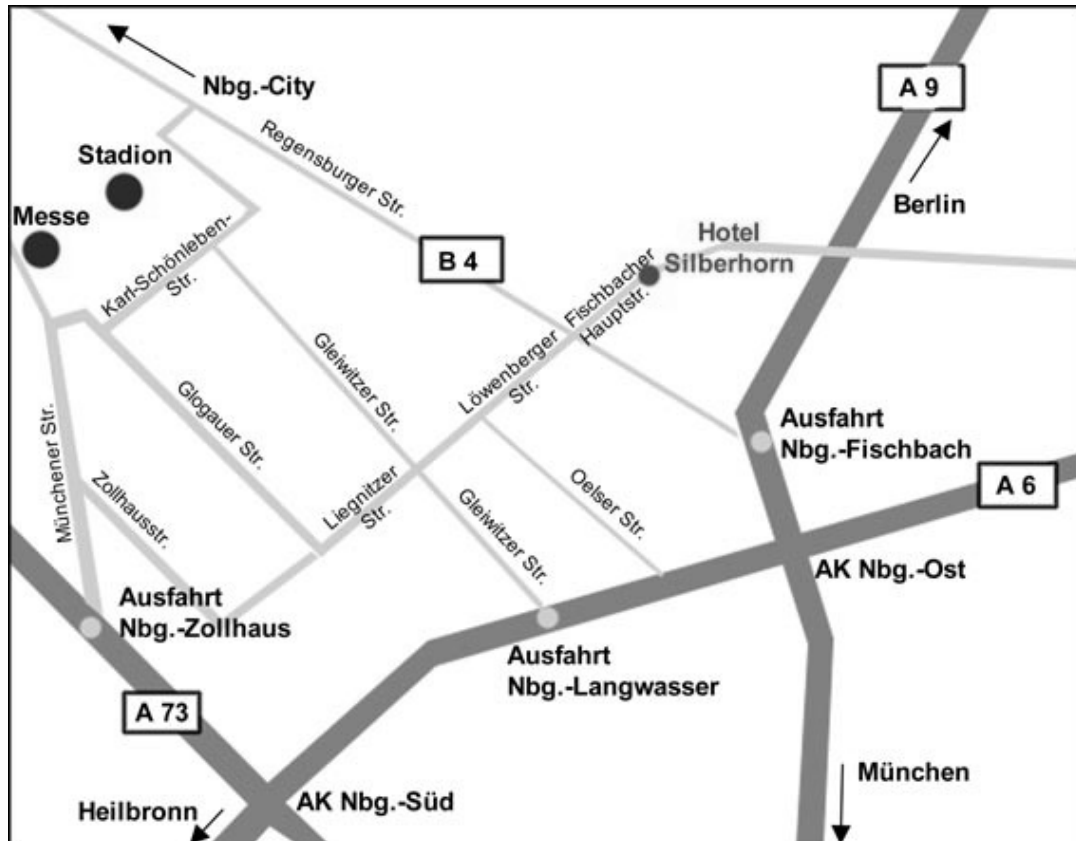 Nbg.-City
A 9
Regensburger Str.
Stadion
Messe
Berlin
Karl-Schönleben-
Str.
B 4
Hotel
Silberhorn
Fischbacher
Hauptstr.
Gleiwitzer Str.
Löwenberger
Str.
Glogauer Str.
Münchener Str.
Zollhausstr.
Liegnitzer
Str.
Gleiwitzer Str.
Oelser Str.
Ausfahrt
Nbg.-Fischbach
A 6
AK Nbg.-Ost
Ausfahrt
Nbg.-Zollhaus
Ausfahrt
Nbg.-Langwasser
A 73
München
AK Nbg.-Süd
Heilbronn